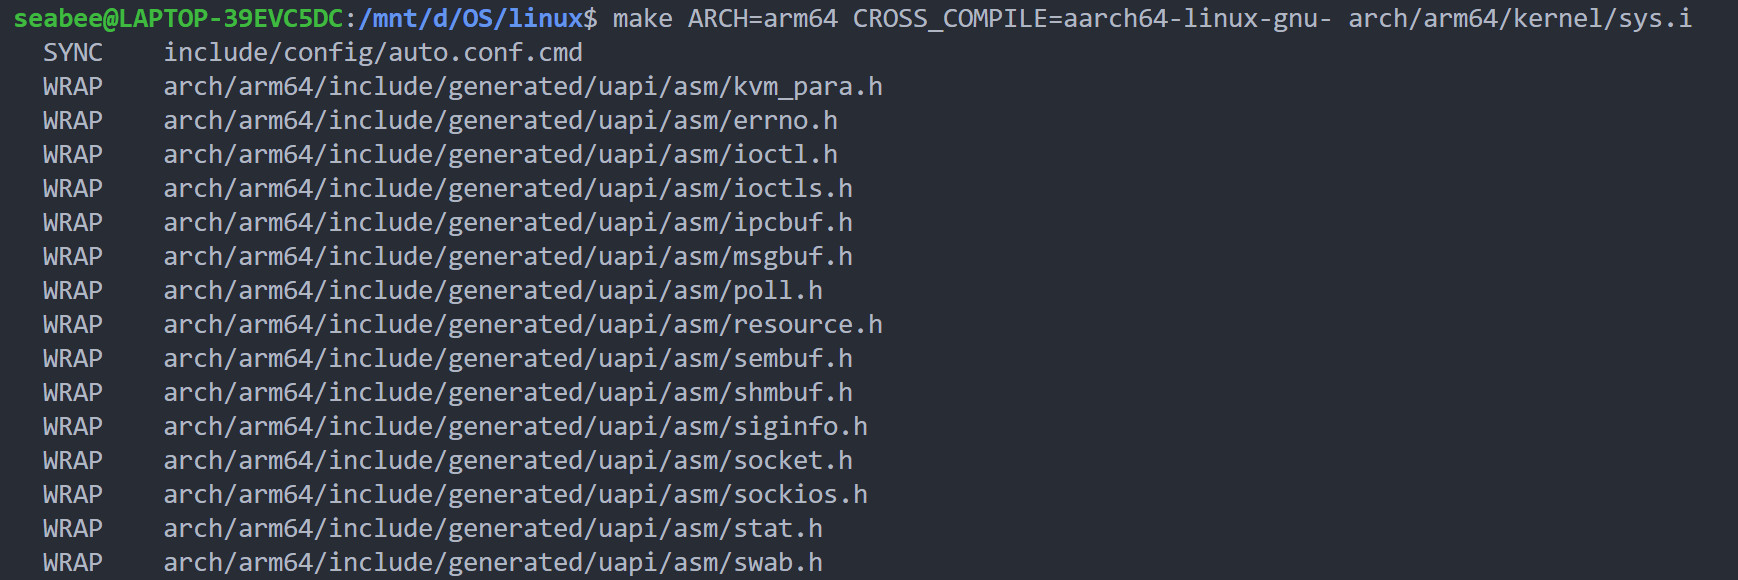 seabee@LAPTOP-39EVC5DC:/mnt/d/OS/linux$ make ARCH=arm64 CROSS_COMPILE=aarch64-linux-gnu- arch/arm64/kernel/sys.i
SYNC    include/config/auto.conf.cmd
WRAP    arch/arm64/include/generated/uapi/asm/kvm_para.h
WRAP    arch/arm64/include/generated/uapi/asm/errno.h
WRAP    arch/arm64/include/generated/uapi/asm/ioctl.h
WRAP    arch/arm64/include/generated/uapi/asm/ioctls.h
WRAP    arch/arm64/include/generated/uapi/asm/ipcbuf.h
WRAP    arch/arm64/include/generated/uapi/asm/msgbuf.h
WRAP    arch/arm64/include/generated/uapi/asm/poll.h
WRAP    arch/arm64/include/generated/uapi/asm/resource.h
WRAP    arch/arm64/include/generated/uapi/asm/sembuf.h
WRAP    arch/arm64/include/generated/uapi/asm/shmbuf.h
WRAP    arch/arm64/include/generated/uapi/asm/siginfo.h
WRAP    arch/arm64/include/generated/uapi/asm/socket.h
WRAP    arch/arm64/include/generated/uapi/asm/sockios.h
WRAP    arch/arm64/include/generated/uapi/asm/stat.h
WRAP    arch/arm64/include/generated/uapi/asm/swab.h